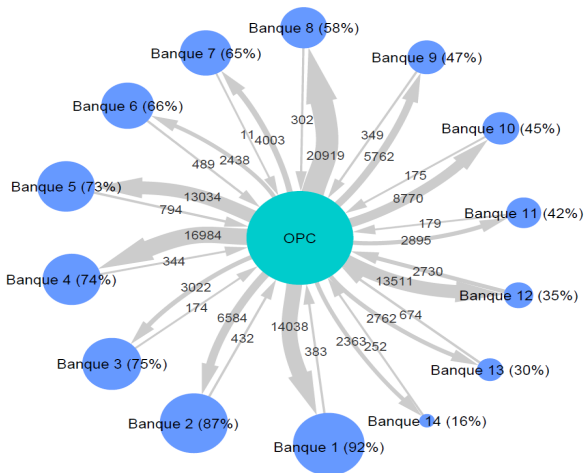 Banque 8 (58%)
Banque 7 (65%)
Banque 9 (47%)
Banque 6 (66%)
302
11
4003
349
Banque 10 (45%)
20919
5762
489
2438
175
Banque 5 (73%)
13034
8770
794
179
Banque 11 (42%)
16984
OPC
2895
344
2730
Banque 4 (74%)
13511
Banque 12 (35%)
3022
174
6584
14038
2762
674
432
383
2363
252
Banque 3 (75%)
Banque 13 (30%)
Banque 2 (87%)
Banque 14 (16%)
Banque 1 (92%)